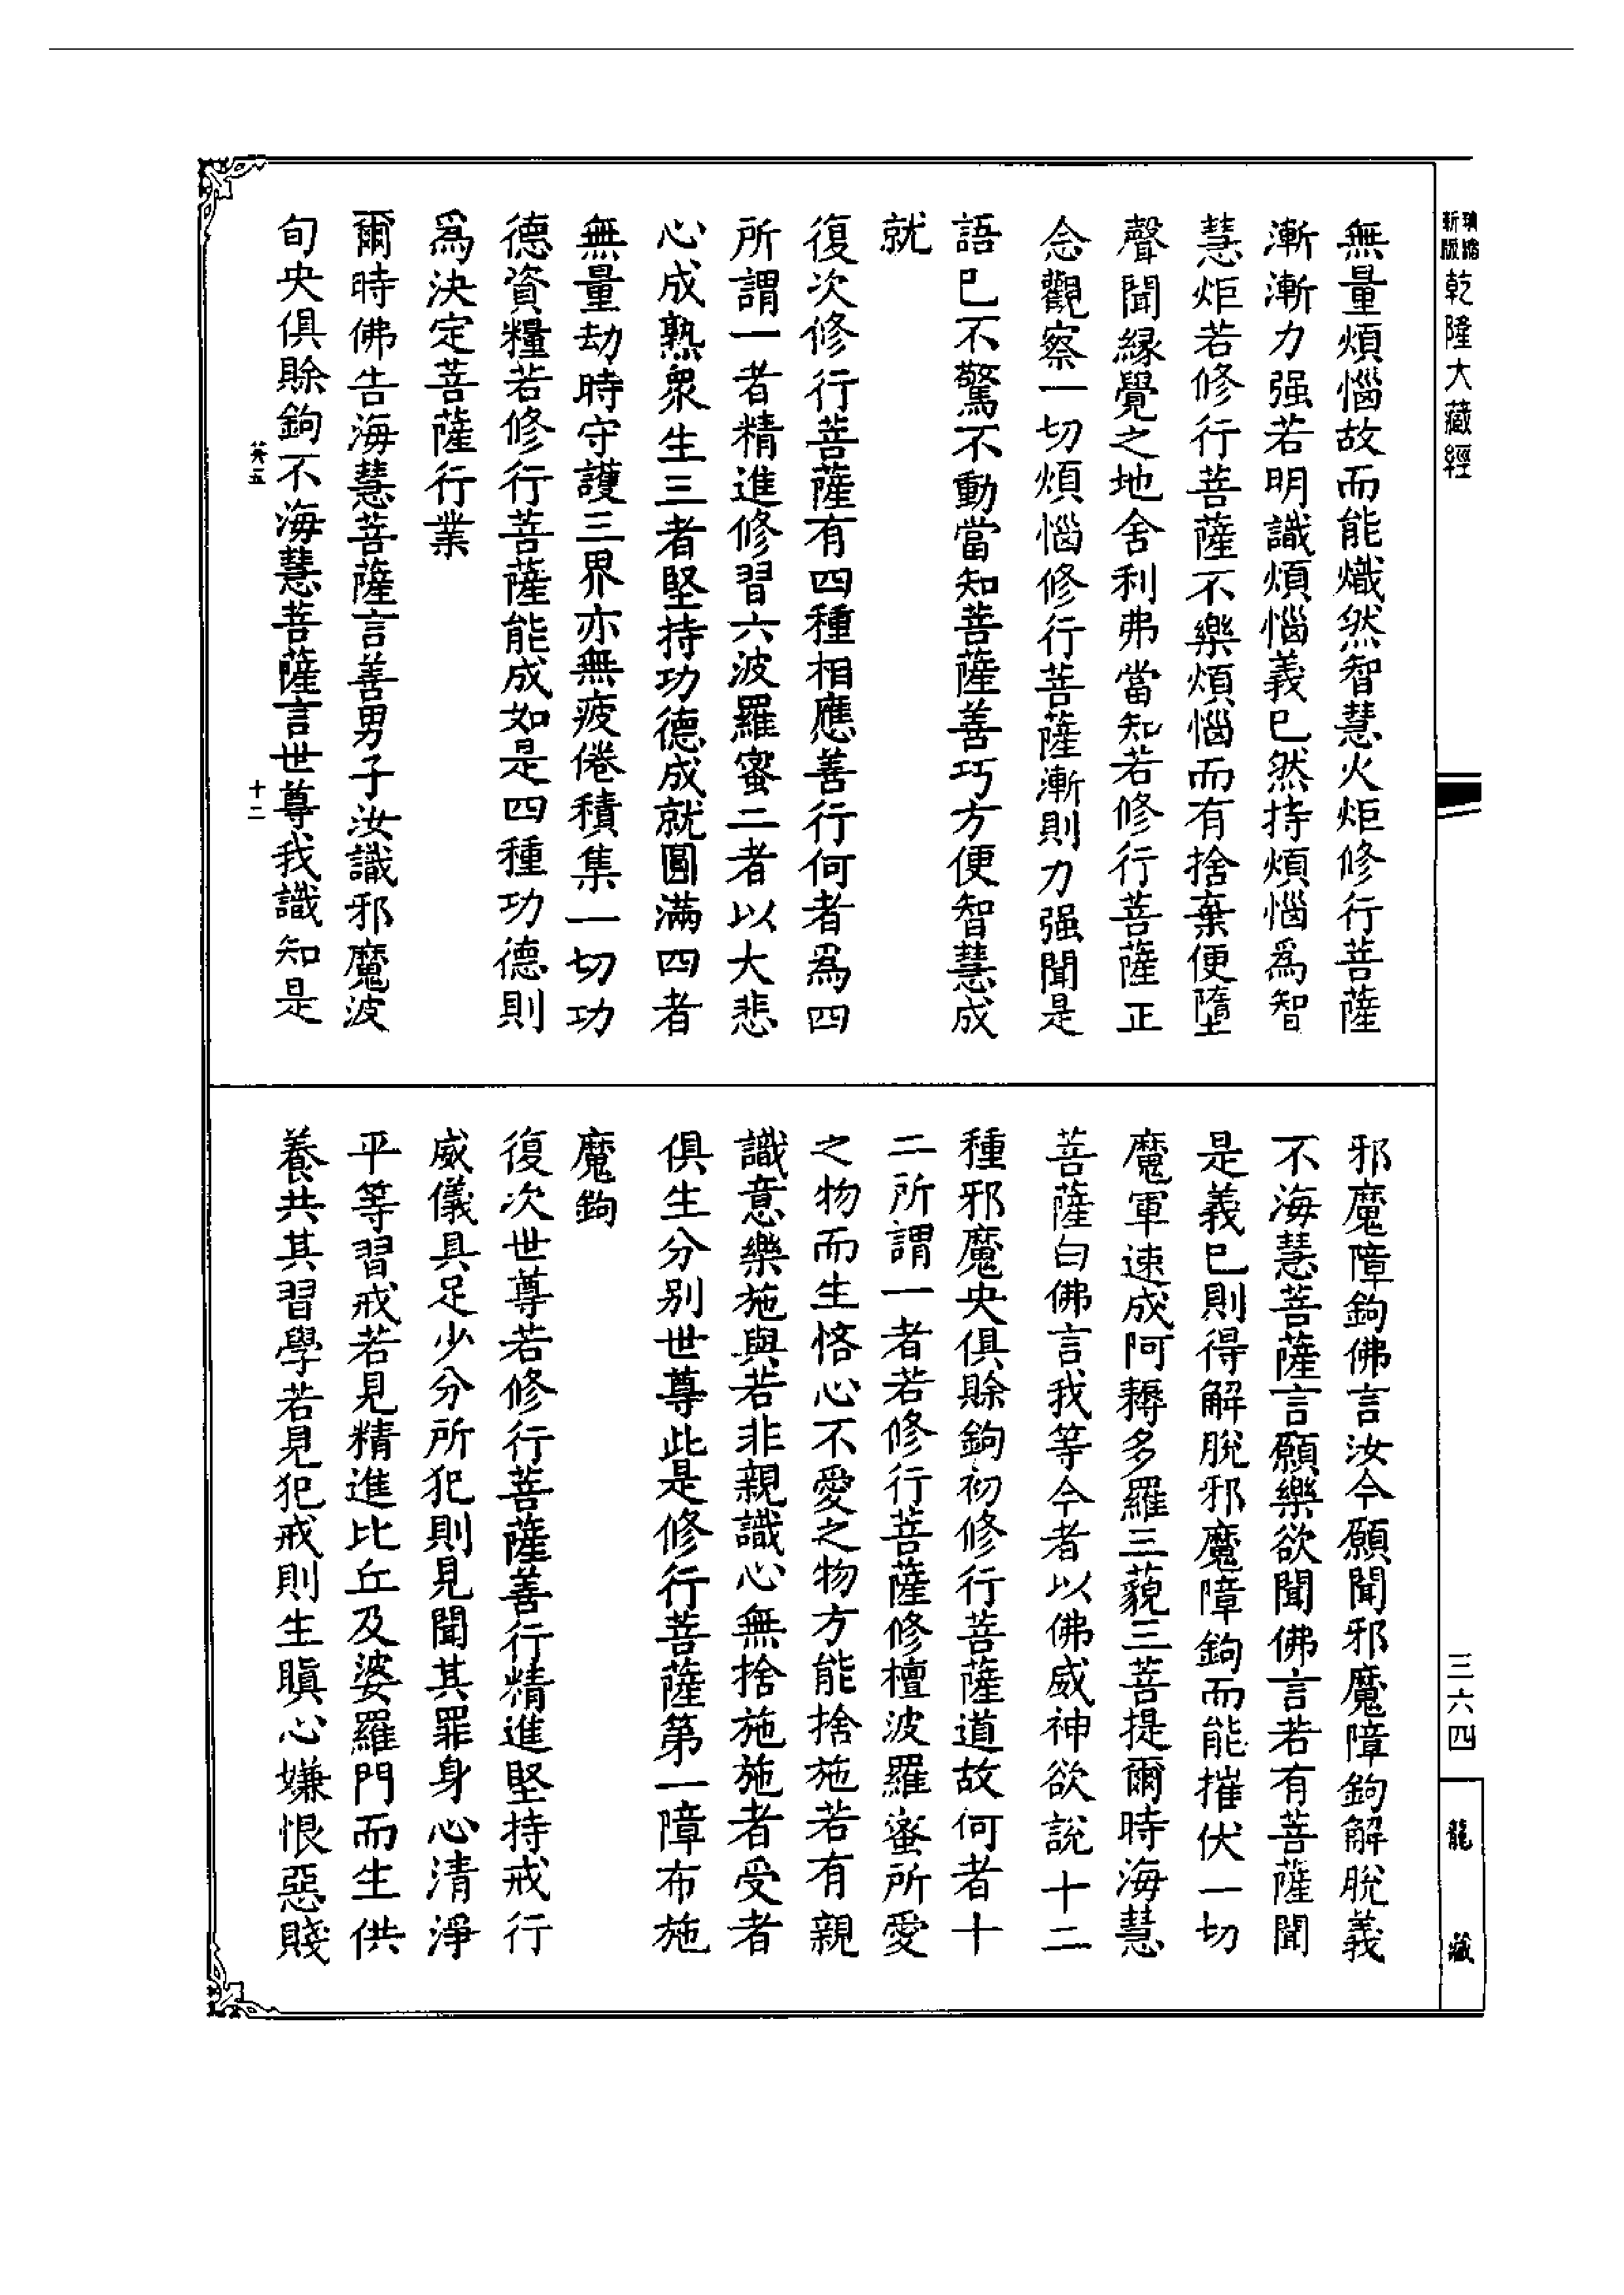 新版
乾隆大藏經
無量煩惱故而能熾然智慧火炬修行菩薩
漸漸力强若明識煩惱義已然持煩惱爲智
慧炬若修行菩薩不樂煩惱而有捨棄便墮
聲聞緣覺之地舍利弗當知若修行菩薩正
念觀察一切煩惱修行菩薩漸則力强聞是
語已不驚不動當知菩薩善巧方便智慧成
就
復次修行菩薩有四種相應善行何者爲四
所謂一者精進修習六波羅蜜二者以大悲
心成熟衆生三者堅持功德成就圓滿四者
無量劫時守護三界亦無疲倦積集一切功
德資糧若修行菩薩能成如是四種功德則
爲決定菩薩行業
爾時佛告海慧菩薩言善男子汝識邪魔波
旬央俱賒鉤不海慧菩薩言世尊我識知是
十二
邪魔障鉤佛言汝今願聞邪魔障鉤解脫義
不海慧菩薩言願樂欲聞佛言若有菩薩聞
是義已則得解脫邪魔障鉤而能摧伏一切
魔軍速成阿耨多羅三藐三菩提爾時海慧
菩薩白佛言我等今者以佛威神欲說十二
種邪魔央俱賒鉤初修行菩薩道故何者十
二所謂一者若修行菩薩修檀波羅蜜所愛
之物而生悋心不愛之物方能捨施若有親
識意樂施與若非親識心無捨施施者受者
俱生分別世尊此是修行菩薩第一障布施
魔鉤
復次世尊若修行菩薩善行精進堅持戒行
威儀具足少分所犯則見聞其罪身心清淨
平等習戒若見精進比丘及婆羅門而生供
養共其習學若見犯戒則生瞋心嫌恨惡賤
三六四
龍藏